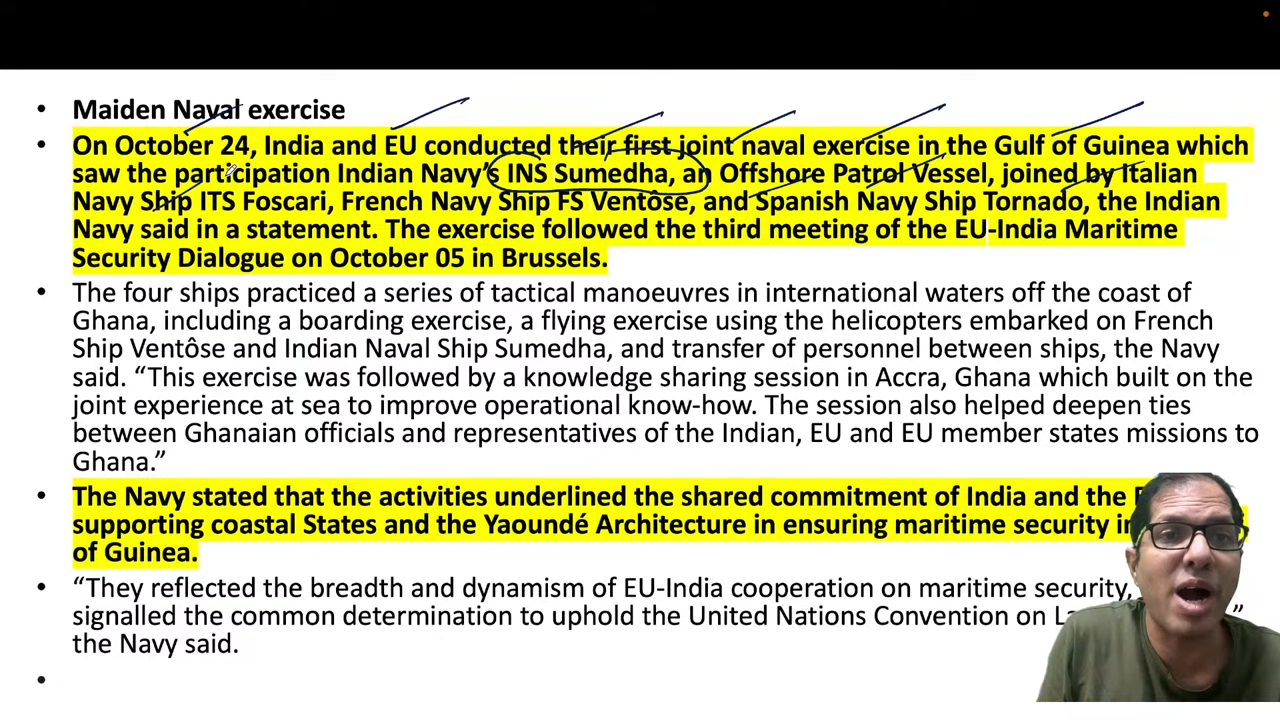 • Maiden Naval exercise
• On October 24, India and EU conducted their first joint naval exercise in the Gulf of Guinea which
saw the participation Indian Navy’s INS Sumedha, an Offshore Patrol Vessel, joined by Italian
Navy Ship ITS Foscari, French Navy Ship FS Ventôse, and Spanish Navy Ship Tornado, the Indian
Navy said in a statement. The exercise followed the third meeting of the EU-India Maritime
Security Dialogue on October 05 in Brussels.
• The four ships practiced a series of tactical manoeuvres in international waters off the coast of
Ghana, including a boarding exercise, a flying exercise using the helicopters embarked on French
Ship Ventôse and Indian Naval Ship Sumedha, and transfer of personnel between ships, the Navy
said. “This exercise was followed by a knowledge sharing session in Accra, Ghana which built on the
joint experience at sea to improve operational know-how. The session also helped deepen ties
between Ghanaian officials and representatives of the Indian, EU and EU member states missions to
Ghana.”
• The Navy stated that the activities underlined the shared commitment of India and the
supporting coastal States and the Yaoundé Architecture in ensuring maritime security
of Guinea.
• “They reflected the breadth and dynamism of EU-India cooperation on maritime security,
signalled the common determination to uphold the United Nations Convention on ”
the Navy said.
•